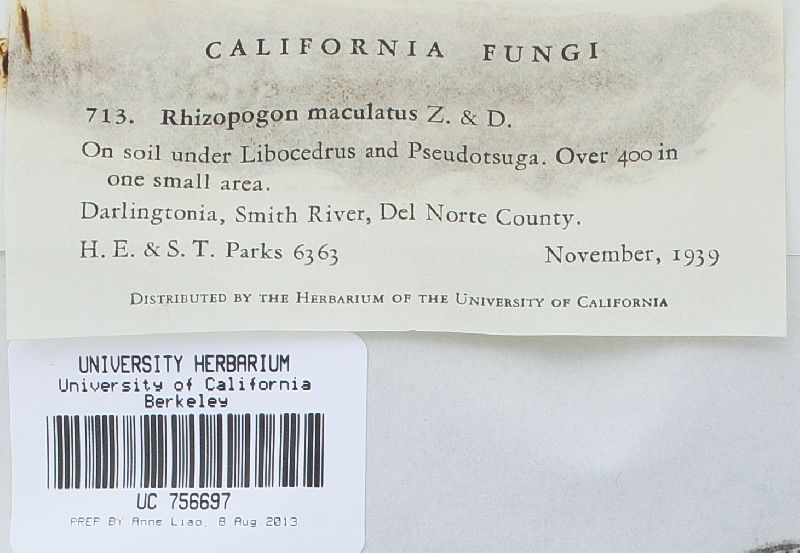 CALIFORNIA FUNGI
713. Rhizopogon maculatus Z. & D.
On soil under Libocedrus and Pseudotsuga. Over 400 in
one small area.
Darlingtonia, Smith River, Del Norte County.
H. E. & S. T. Parks 6363 November, 1939
DISTRIBUTED BY THE HERBARIUM OF THE UNIVERSITY OF CALIFORNIA
UNIVERSITY HERBARIUM
University of California
Berkeley
UC 756697
PREP BY Anne Liao, 8 Aug 2013